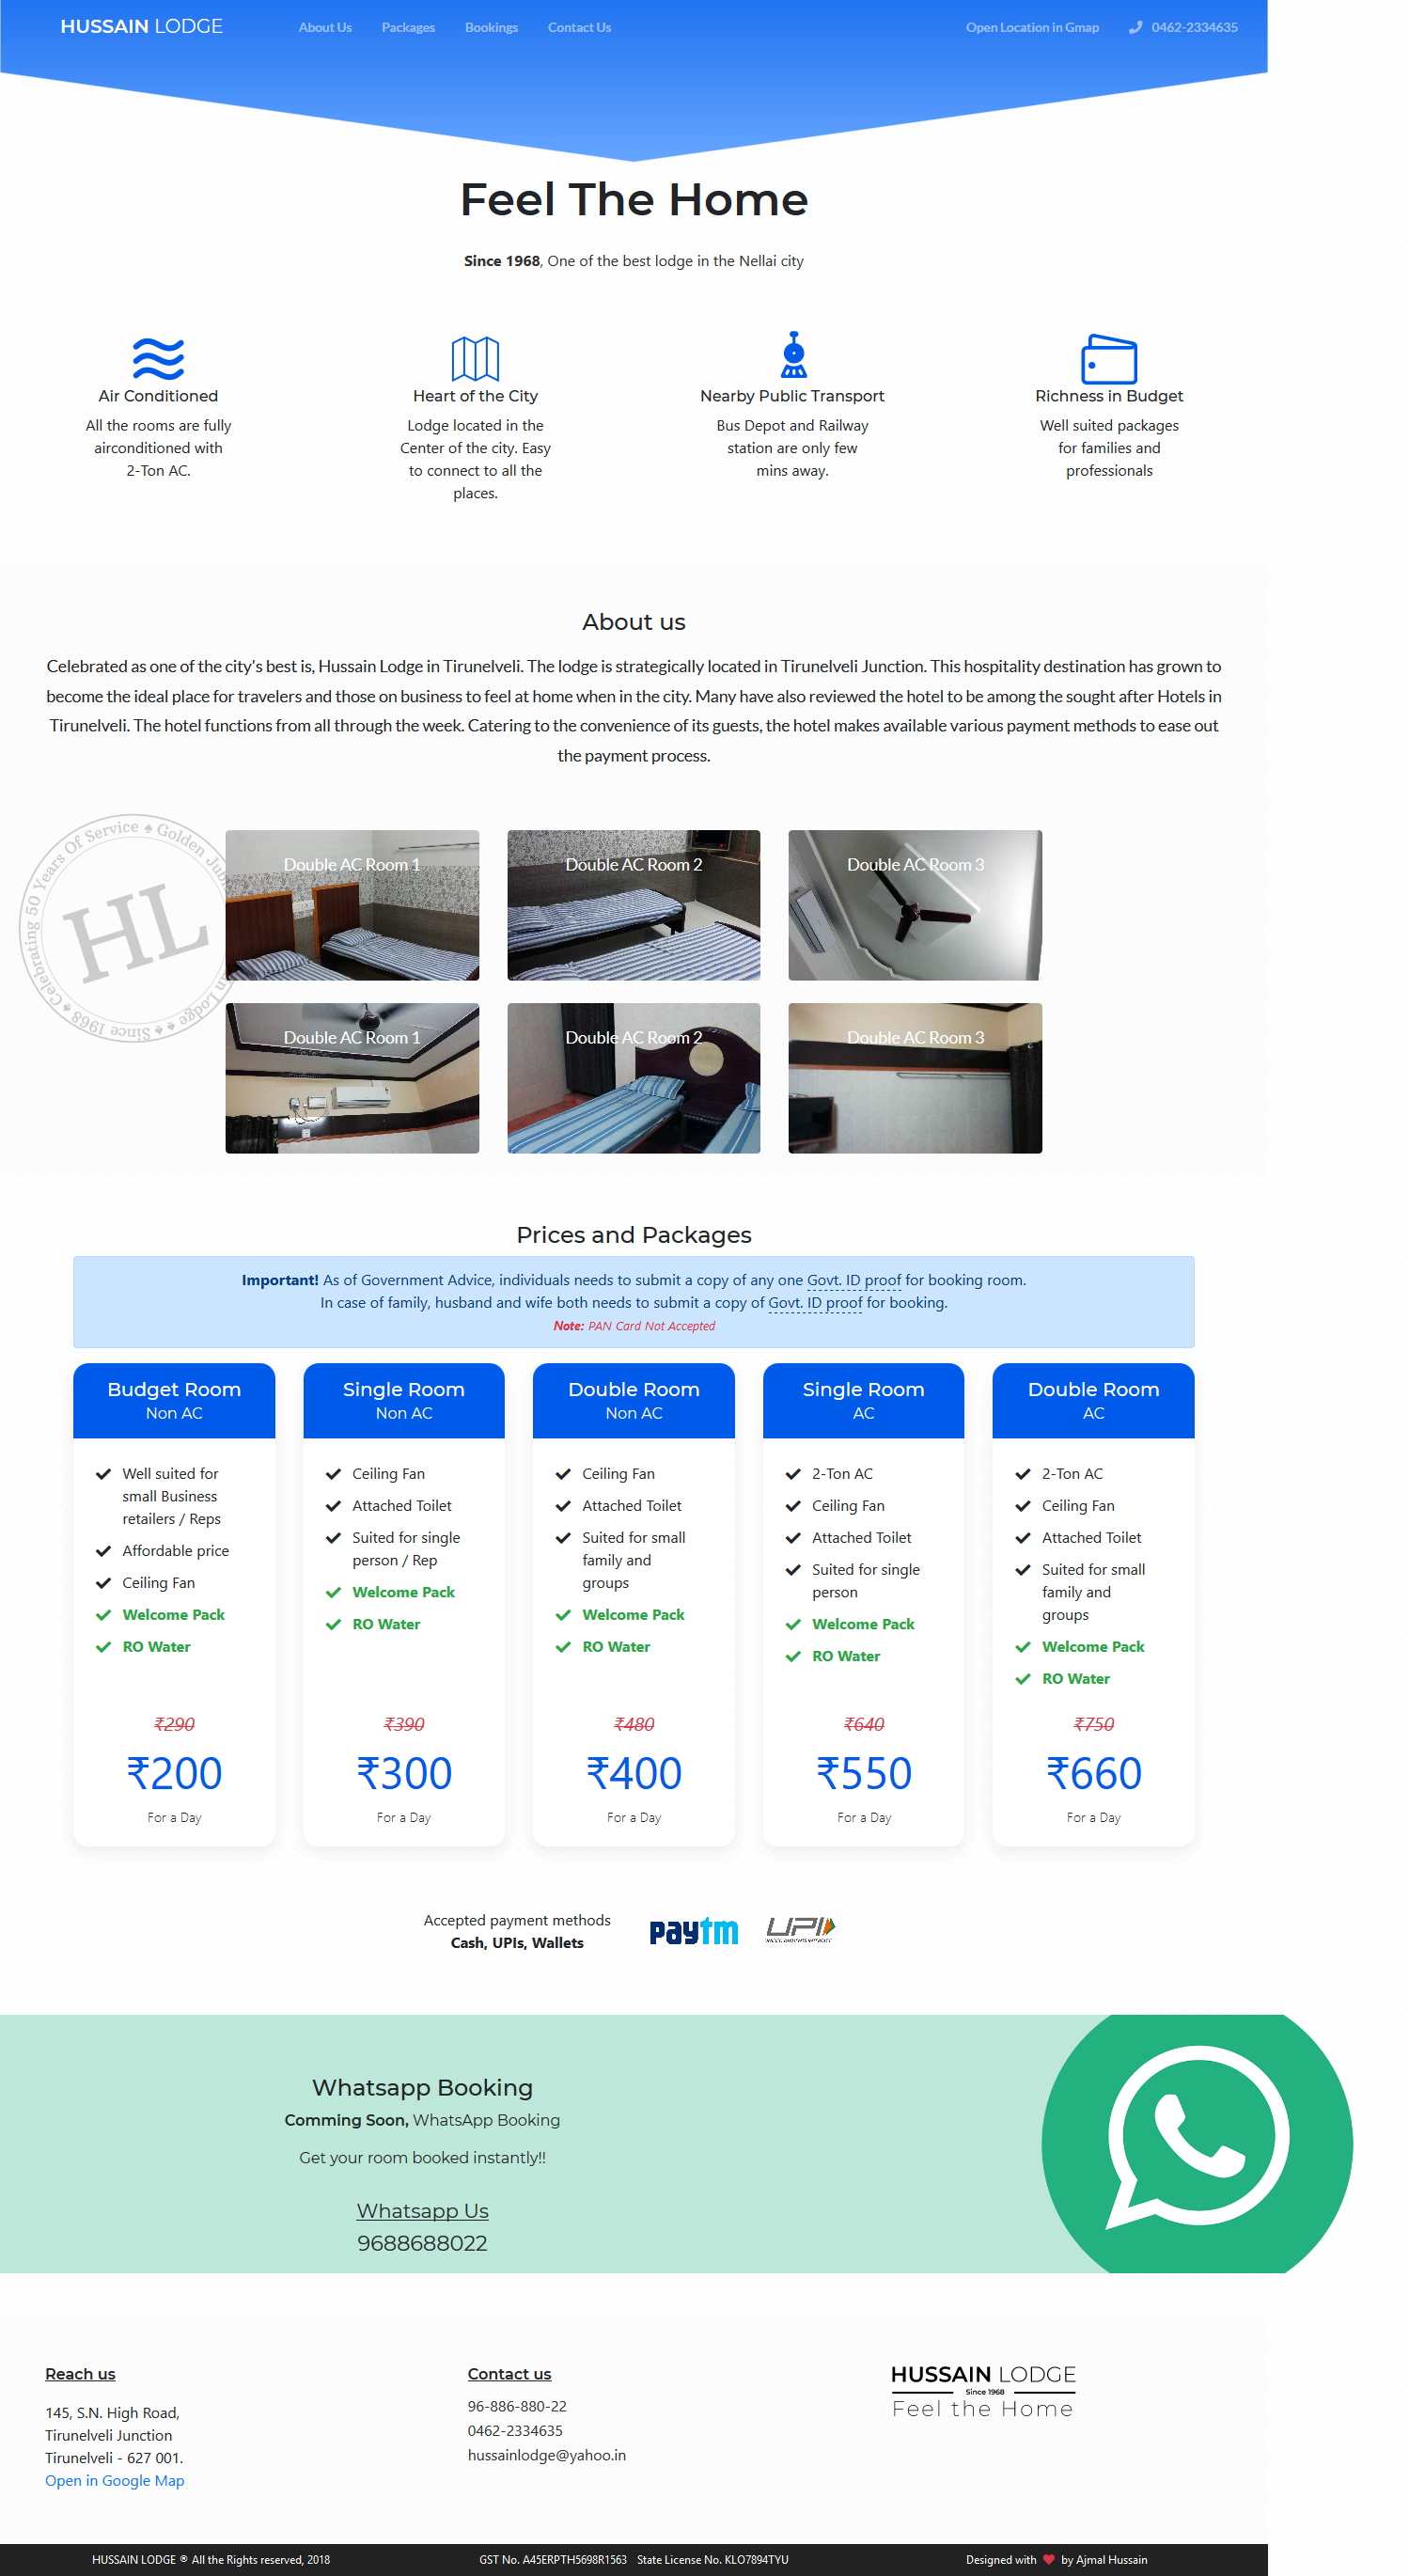 HUSSAIN LODGE
About Us
Packages
Bookings
Contact Us
Open Location in Gmap
0462-2334635
Feel The Home
Since 1968, One of the best lodge in the Nellai city
Air Conditioned
All the rooms are fully
airconditioned with
2-Ton AC.
Heart of the City
Lodge located in the
Center of the city. Easy
to connect to all the
places.
Nearby Public Transport
Bus Depot and Railway
station are only few
mins away.
Richness in Budget
Well suited packages
for families and
professionals
About us
Celebrated as one of the city's best is, Hussain Lodge in Tirunelveli. The lodge is strategically located in Tirunelveli Junction. This hospitality destination has grown to
become the ideal place for travelers and those on business to feel at home when in the city. Many have also reviewed the hotel to be among the sought after Hotels in
Tirunelveli. The hotel functions from all through the week. Catering to the convenience of its guests, the hotel makes available various payment methods to ease out
the payment process.
Celebrating 50 Years Of Service ♠ Golden
Lodge ♠ ♠ Since 1968 ♠
HL
Double AC Room 1
Double AC Room 2
Double AC Room 3
Double AC Room 1
Double AC Room 2
Double AC Room 3
Prices and Packages
Important! As of Government Advice, individuals needs to submit a copy of any one Govt. ID proof for booking room.
In case of family, husband and wife both needs to submit a copy of Govt. ID proof for booking.
Note: PAN Card Not Accepted
Budget Room
Non AC
Well suited for
small Business
retailers / Reps
Affordable price
Ceiling Fan
Welcome Pack
RO Water
₹290
₹200
For a Day
Single Room
Non AC
Ceiling Fan
Attached Toilet
Suited for single
person / Rep
Welcome Pack
RO Water
₹390
₹300
For a Day
Double Room
Non AC
Ceiling Fan
Attached Toilet
Suited for small
family and
groups
Welcome Pack
RO Water
₹480
₹400
For a Day
Single Room
AC
2-Ton AC
Ceiling Fan
Attached Toilet
Suited for single
person
Welcome Pack
RO Water
₹640
₹550
For a Day
Double Room
AC
2-Ton AC
Ceiling Fan
Attached Toilet
Suited for small
family and
groups
Welcome Pack
RO Water
₹750
₹660
For a Day
Accepted payment methods
Cash, UPIs, Wallets
paytm
UPI
Whatsapp Booking
Comming Soon, WhatsApp Booking
Get your room booked instantly!!
Whatsapp Us
9688688022
Reach us
145, S.N. High Road,
Tirunelveli Junction
Tirunelveli - 627 001.
Open in Google Map
Contact us
96-886-880-22
0462-2334635
hussainlodge@yahoo.in
HUSSAIN LODGE
Since 1968
Feel the Home
HUSSAIN LODGE ® All the Rights reserved, 2018
GST No. A45ERPTH5698R1563 State License No. KLO7894TYU
Designed with ♥ by Ajmal Hussain